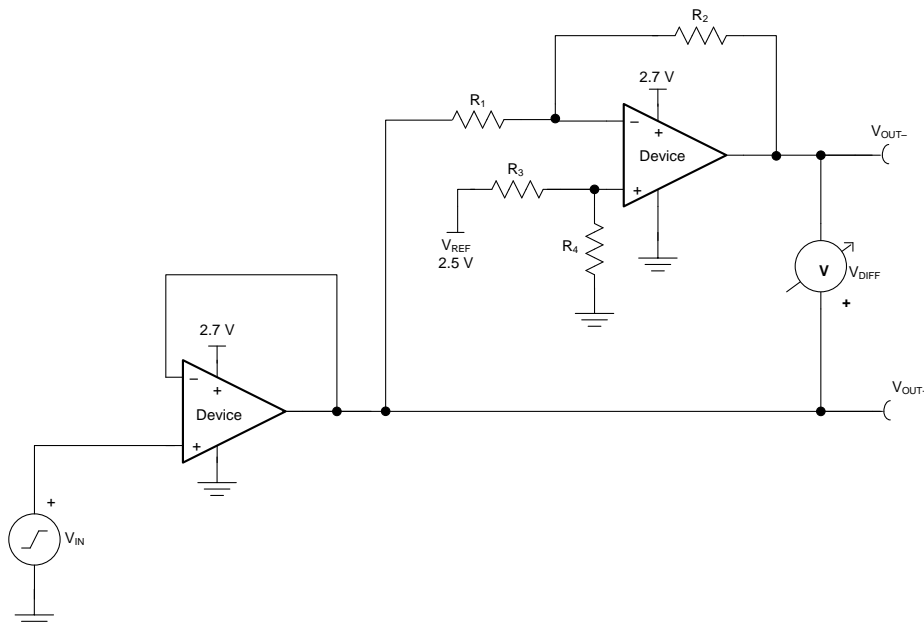 R2
2.7 V
R1
+
−
VOUT–
Device
R3
+
VREF
2.5 V
R4
V
VDIFF
+
2.7 V
−
+
VOUT-
Device
+
+
VIN